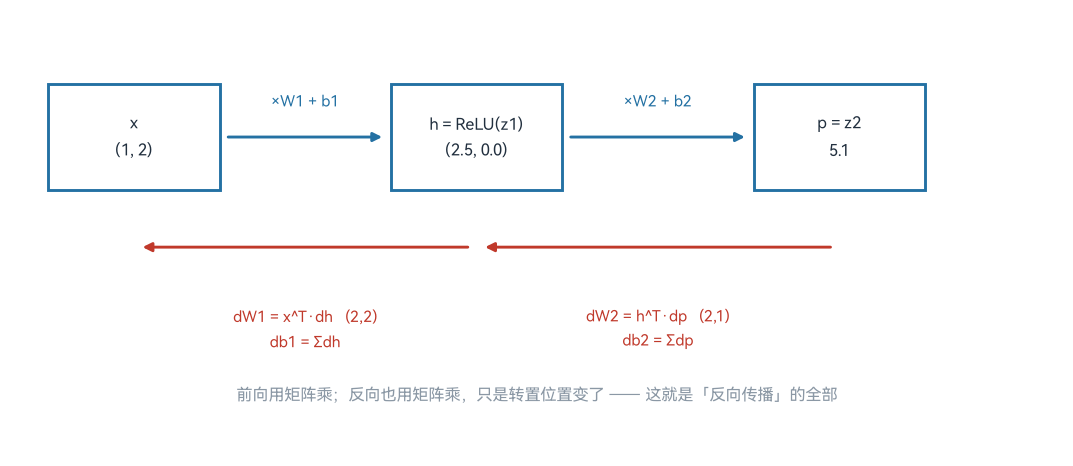 ×W1 + b1
×W2 + b2
x
(1, 2)
h = ReLU(z1)
(2.5, 0.0)
p = z2
5.1
dW1 = x^T·dh (2,2)
db1 = Σdh
dW2 = h^T·dp (2,1)
db2 = Σdp
前向用矩阵乘；反向也用矩阵乘，只是转置位置变了 —— 这就是「反向传播」的全部